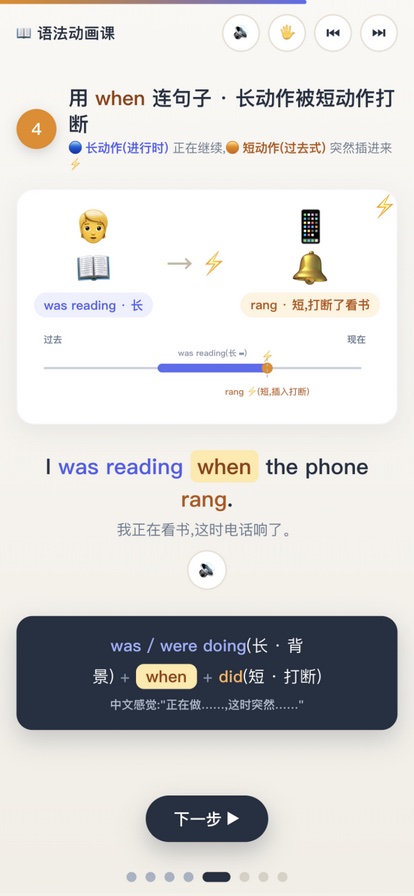 语法动画课
4
用 when 连句子 · 长动作被短动作打
断
长动作(进行时) 正在继续,短动作(过去式) 突然插进来
was reading · 长
rang · 短,打断了看书
过去
现在
was reading(长 ═)
rang ⚡(短,插入打断)
I was reading when the phone
rang.
我正在看书,这时电话响了。
was / were doing(长 · 背
景) + when + did(短 · 打断)
中文感觉:"正在做……,这时突然……"
下一步 ▶